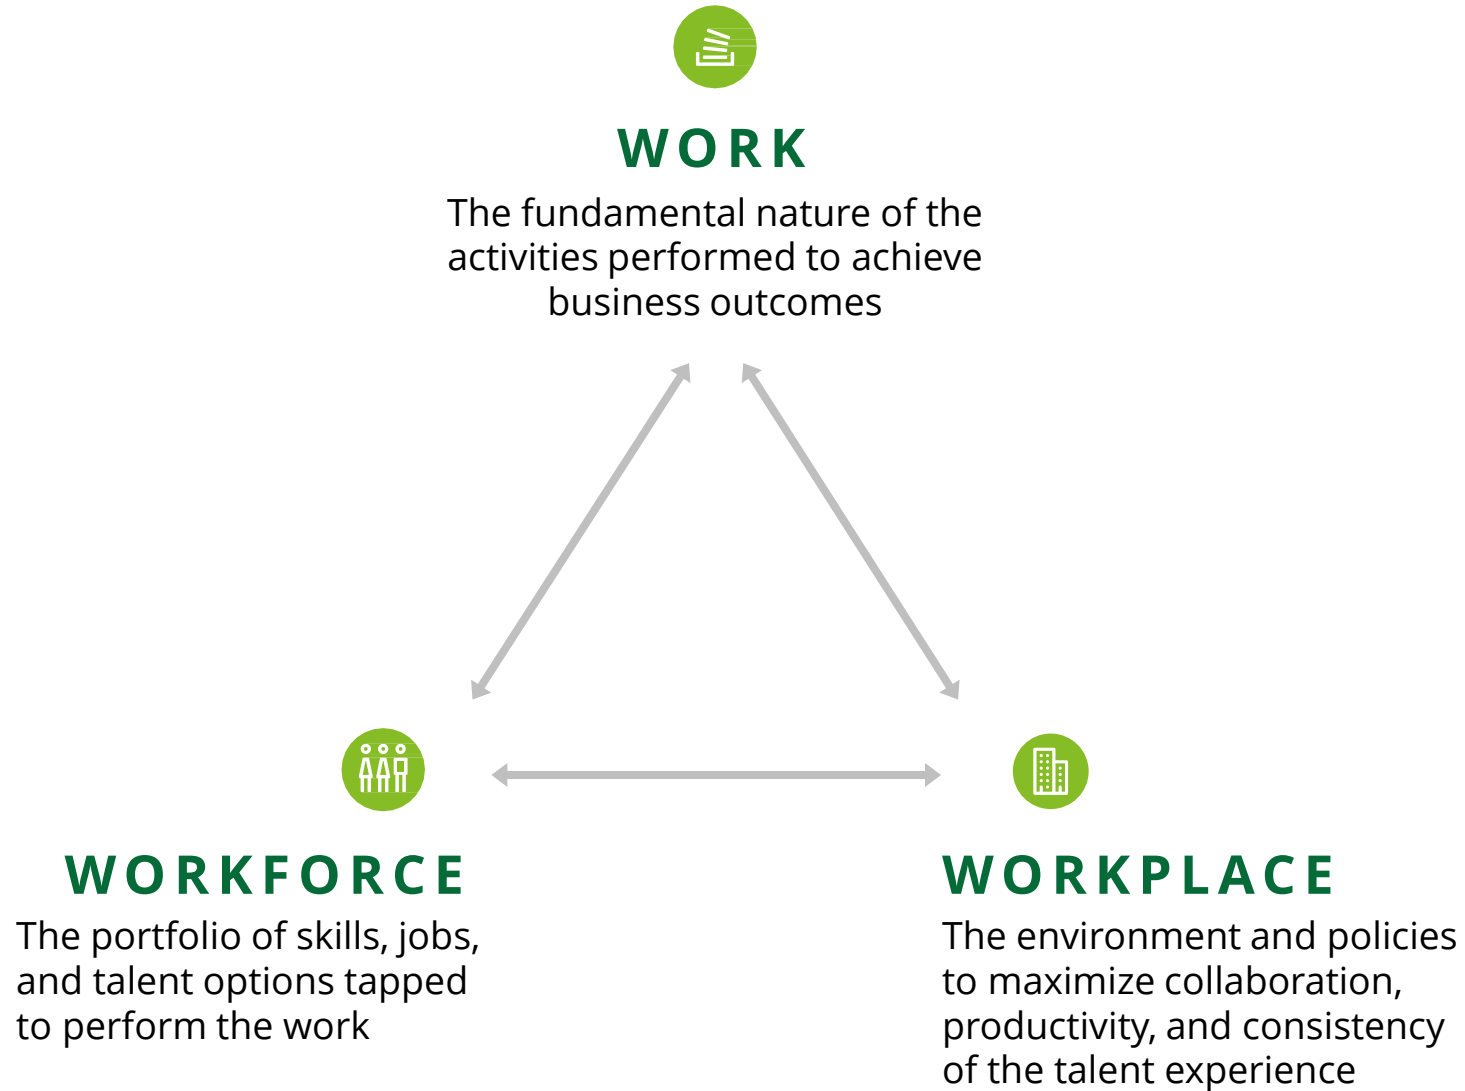 WORK
The fundamental nature of the
activities performed to achieve
business outcomes
WORKFORCE
The portfolio of skills, jobs,
and talent options tapped
to perform the work
WORKPLACE
The environment and policies
to maximize collaboration,
productivity, and consistency
of the talent experience